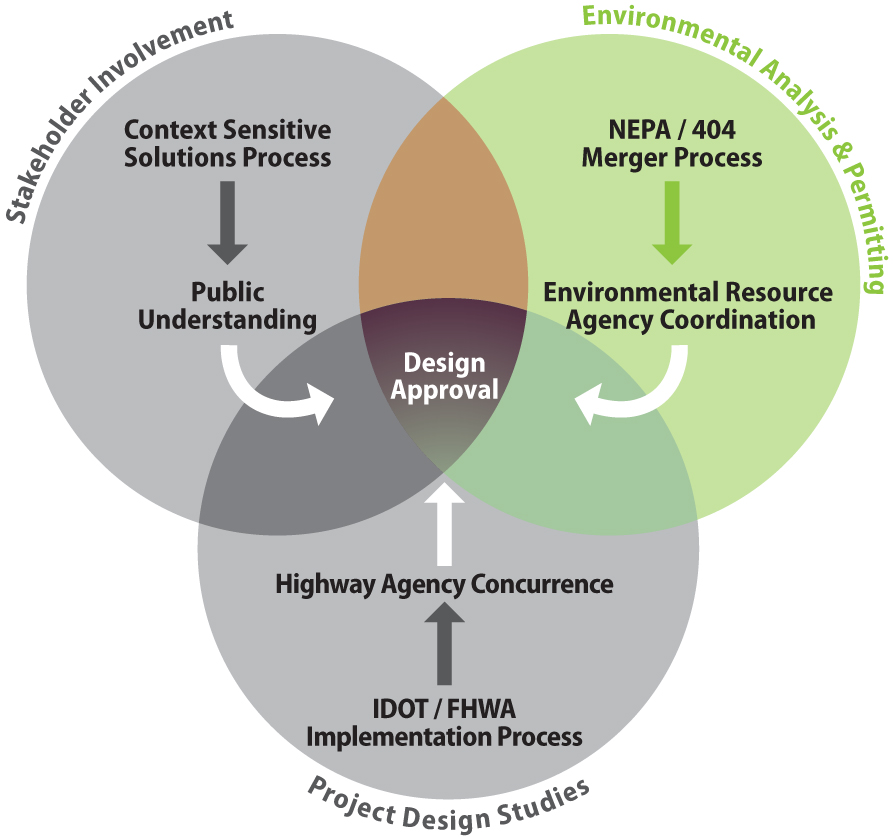 Stakeholder Involvement
Environmental Analysis & Permitting
Context Sensitive
Solutions Process
NEPA / 404
Merger Process
Public
Understanding
Environmental Resource
Agency Coordination
Design
Approval
Highway Agency Concurrence
IDOT / FHWA
Implementation Process
Project Design Studies